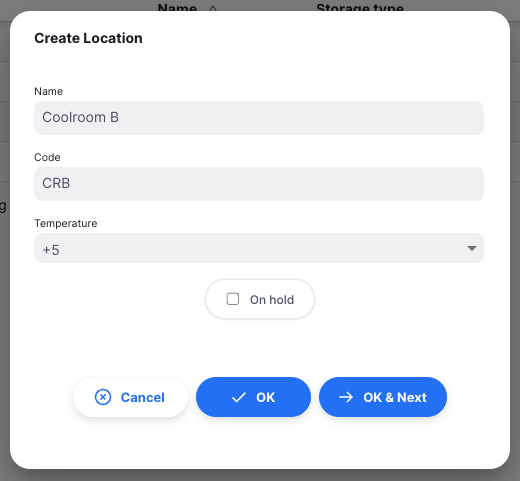 Name Storage type
Create Location
Name
Coolroom B
Code
CRB
Temperature
+5
On hold
Cancel OK OK & Next